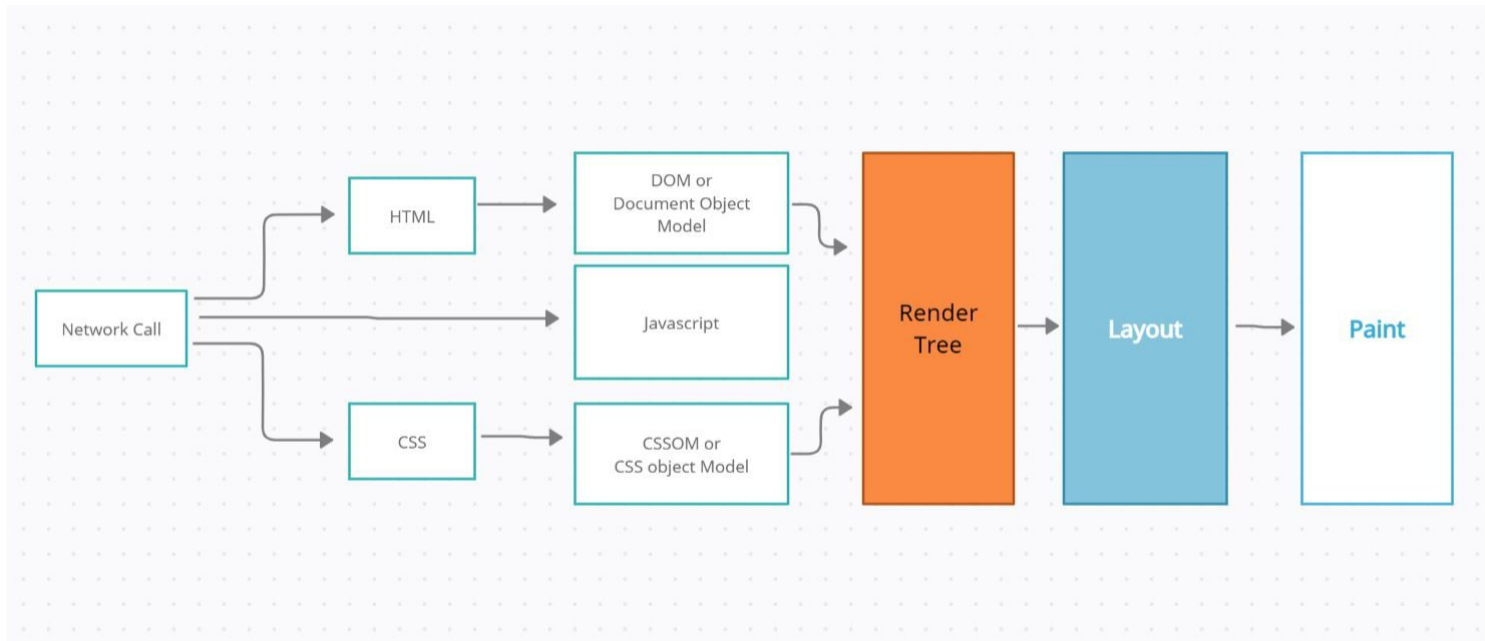 Network Call
HTML
CSS
DOM or
Document Object
Model
Javascript
CSSOM or
CSS object Model
Render
Tree
Layout
Paint